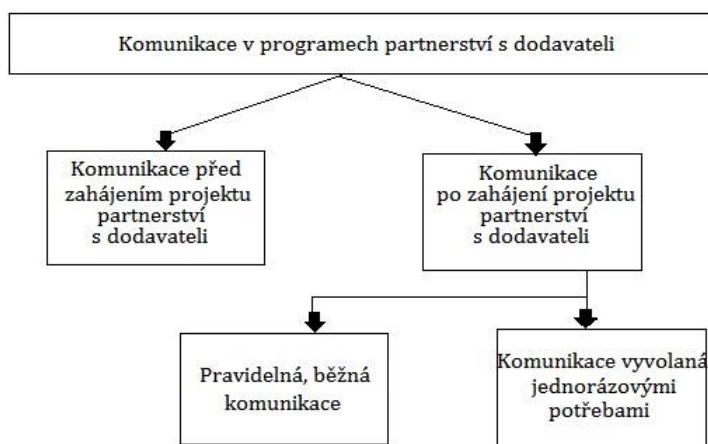 Komunikace v programech partnerství s dodavateli
Komunikace před
zahájením projektu
partnerství
s dodavateli
Komunikace
po zahájení projektu
partnerství
s dodavateli
Pravidelná, běžná
komunikace
Komunikace vyvolaná
jednorázovými
potřebami